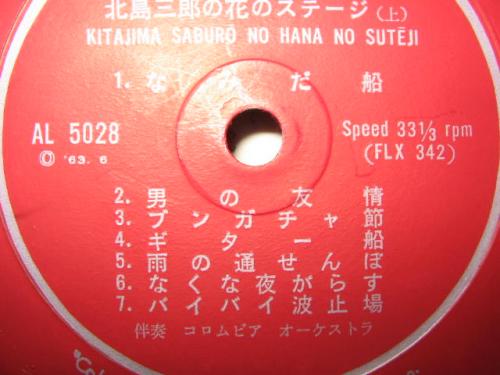 北島三郎の花のステージ(上)
KITAJIMA SABURŌ NO HANA NO SUTĒJI
1. なみだ船
AL 5028
Speed 33 1/3 rpm
Ⓒ '63. 6
(FLX 342)
2. 男の友情
3. ブンガチャ節
4. ギター船
5. 雨の通せんぼ
6. なくな夜がらす
7. バイバイ波止場
伴奏 コロムビア オーケストラ